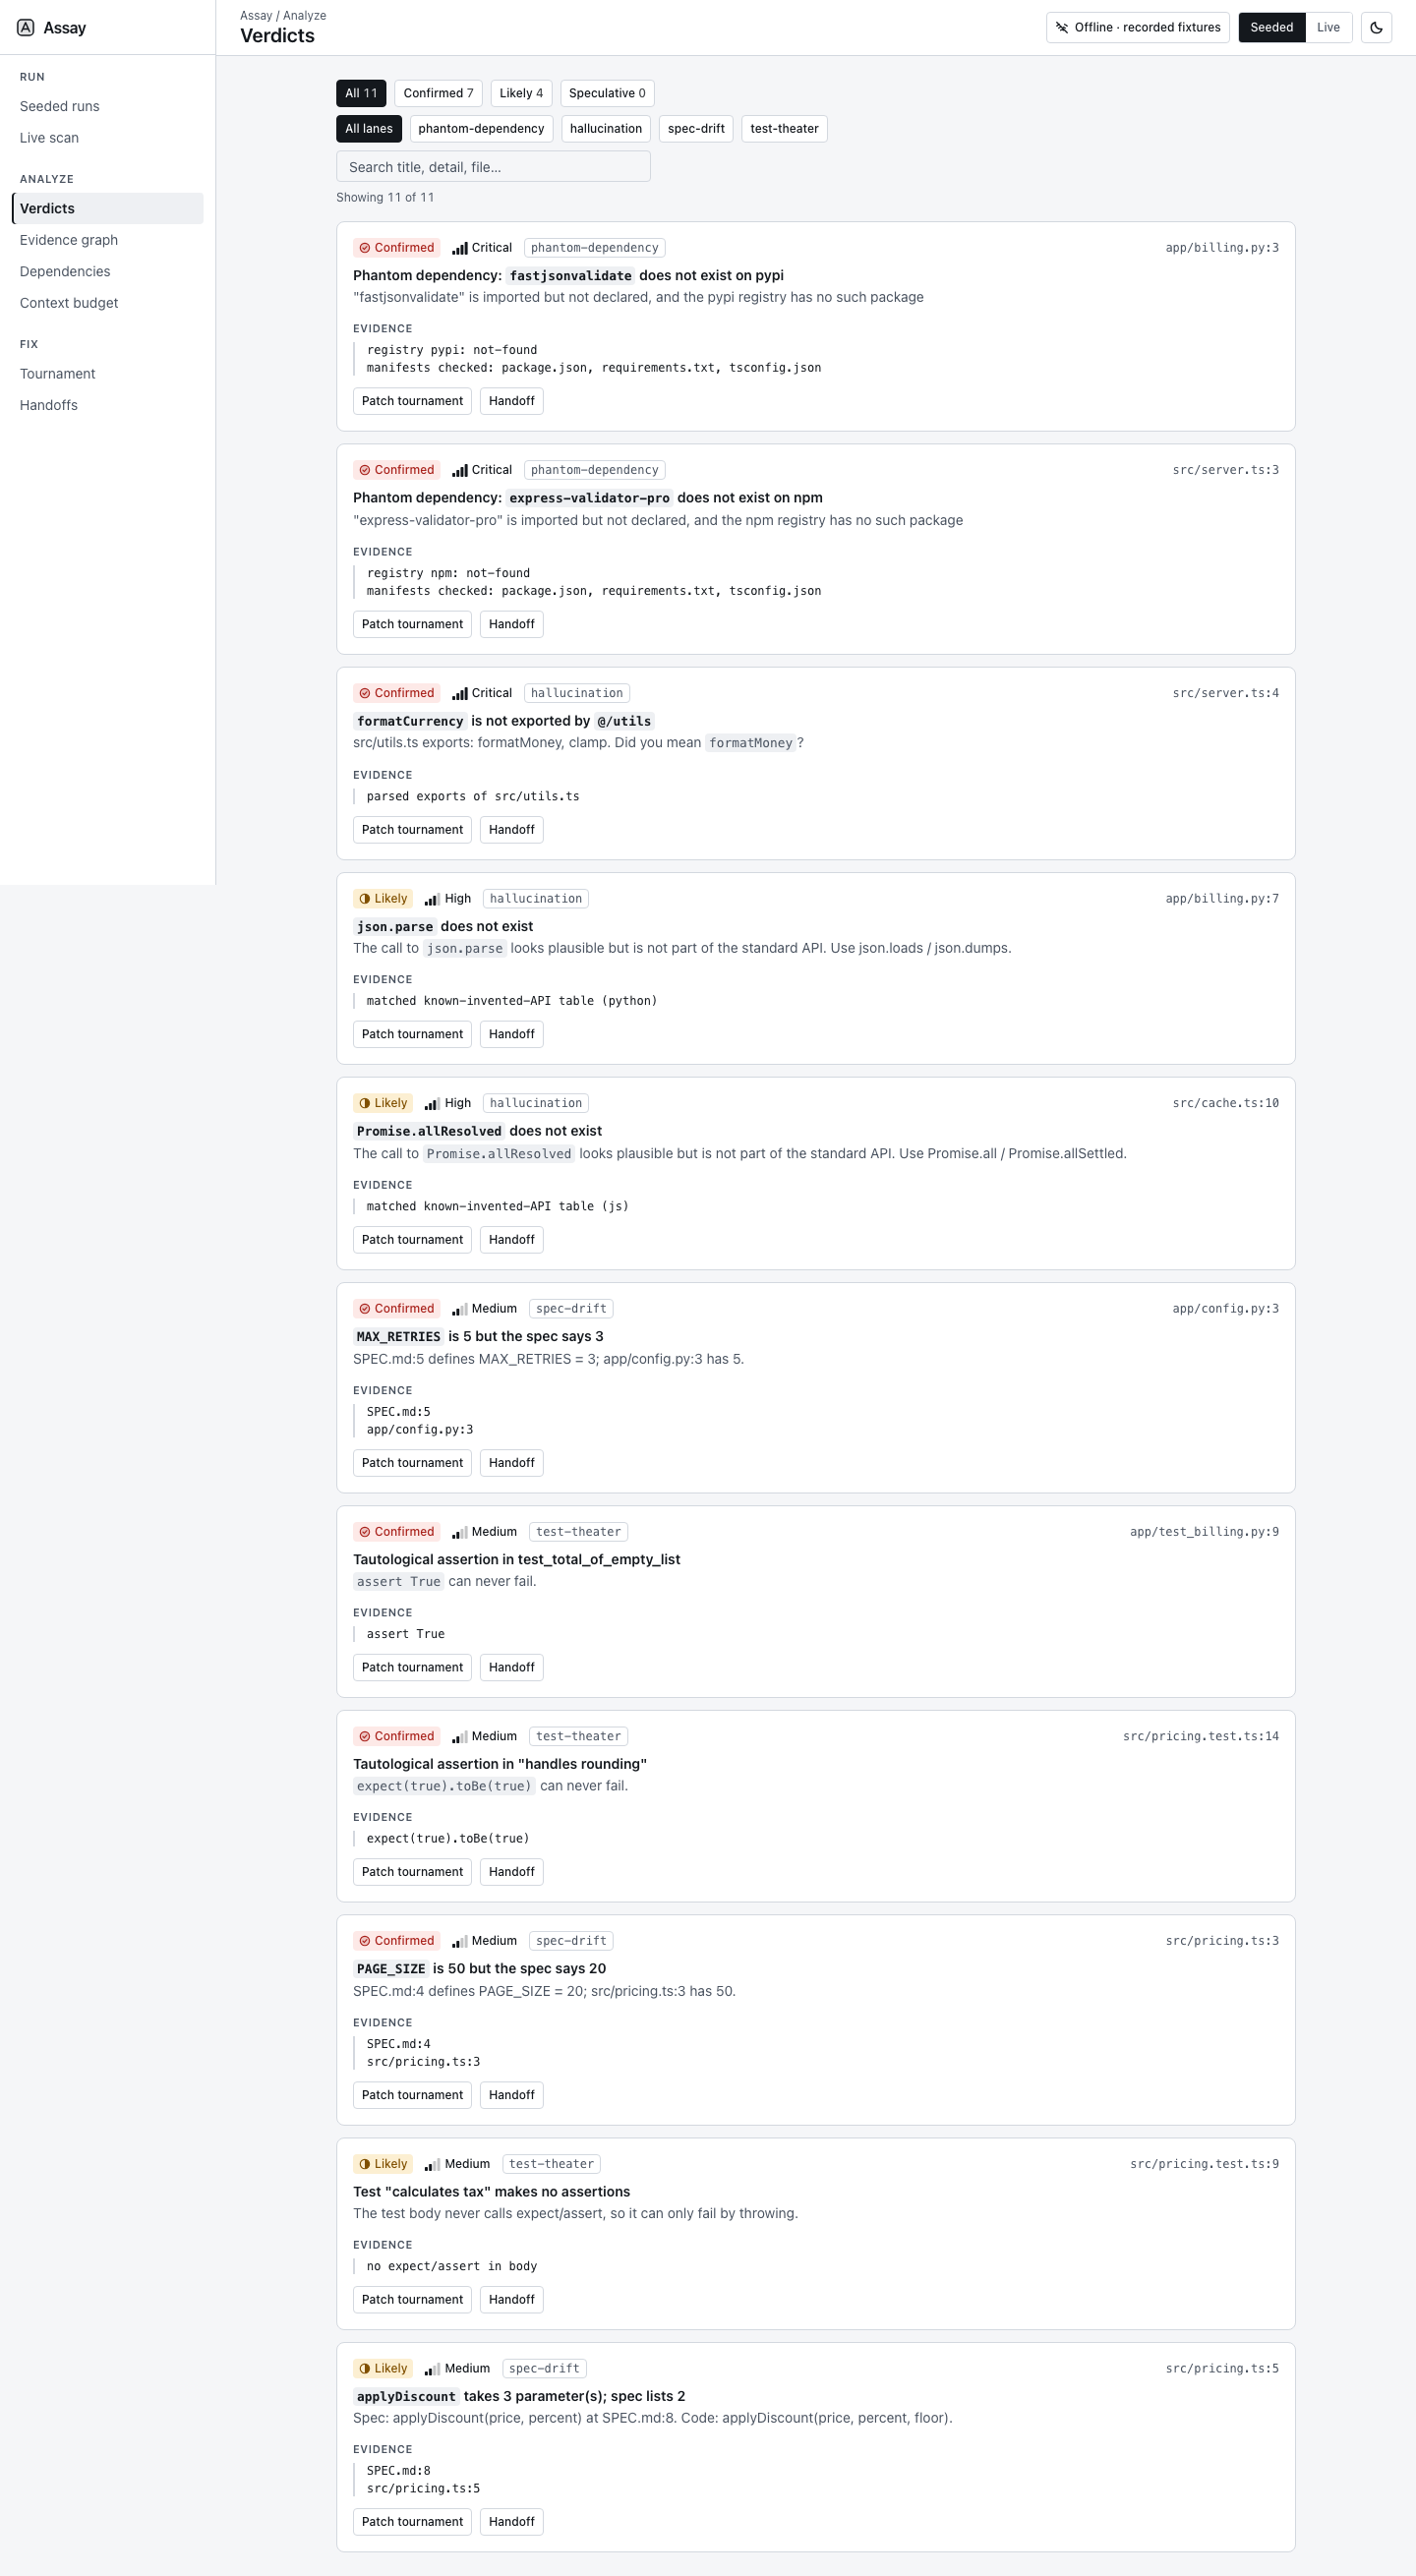 Assay
RUN
Seeded runs
Live scan
ANALYZE
Verdicts
Evidence graph
Dependencies
Context budget
FIX
Tournament
Handoffs
Assay / Analyze
Verdicts
Offline · recorded fixtures
Seeded Live
All 11 Confirmed 7 Likely 4 Speculative 0
All lanes phantom-dependency hallucination spec-drift test-theater
Search title, detail, file...
Showing 11 of 11
Confirmed Critical phantom-dependency app/billing.py:3
Phantom dependency: fastjsonvalidate does not exist on pypi
"fastjsonvalidate" is imported but not declared, and the pypi registry has no such package
EVIDENCE
registry pypi: not-found
manifests checked: package.json, requirements.txt, tsconfig.json
Patch tournament Handoff
Confirmed Critical phantom-dependency src/server.ts:3
Phantom dependency: express-validator-pro does not exist on npm
"express-validator-pro" is imported but not declared, and the npm registry has no such package
EVIDENCE
registry npm: not-found
manifests checked: package.json, requirements.txt, tsconfig.json
Patch tournament Handoff
Confirmed Critical hallucination src/server.ts:4
formatCurrency is not exported by @/utils
src/utils.ts exports: formatMoney, clamp. Did you mean formatMoney?
EVIDENCE
parsed exports of src/utils.ts
Patch tournament Handoff
Likely High hallucination app/billing.py:7
json.parse does not exist
The call to json.parse looks plausible but is not part of the standard API. Use json.loads / json.dumps.
EVIDENCE
matched known-invented-API table (python)
Patch tournament Handoff
Likely High hallucination src/cache.ts:10
Promise.allResolved does not exist
The call to Promise.allResolved looks plausible but is not part of the standard API. Use Promise.all / Promise.allSettled.
EVIDENCE
matched known-invented-API table (js)
Patch tournament Handoff
Confirmed Medium spec-drift app/config.py:3
MAX_RETRIES is 5 but the spec says 3
SPEC.md:5 defines MAX_RETRIES = 3; app/config.py:3 has 5.
EVIDENCE
SPEC.md:5
app/config.py:3
Patch tournament Handoff
Confirmed Medium test-theater app/test_billing.py:9
Tautological assertion in test_total_of_empty_list
assert True can never fail.
EVIDENCE
assert True
Patch tournament Handoff
Confirmed Medium test-theater src/pricing.test.ts:14
Tautological assertion in "handles rounding"
expect(true).toBe(true) can never fail.
EVIDENCE
expect(true).toBe(true)
Patch tournament Handoff
Confirmed Medium spec-drift src/pricing.ts:3
PAGE_SIZE is 50 but the spec says 20
SPEC.md:4 defines PAGE_SIZE = 20; src/pricing.ts:3 has 50.
EVIDENCE
SPEC.md:4
src/pricing.ts:3
Patch tournament Handoff
Likely Medium test-theater src/pricing.test.ts:9
Test "calculates tax" makes no assertions
The test body never calls expect/assert, so it can only fail by throwing.
EVIDENCE
no expect/assert in body
Patch tournament Handoff
Likely Medium spec-drift src/pricing.ts:5
applyDiscount takes 3 parameter(s); spec lists 2
Spec: applyDiscount(price, percent) at SPEC.md:8. Code: applyDiscount(price, percent, floor).
EVIDENCE
SPEC.md:8
src/pricing.ts:5
Patch tournament Handoff